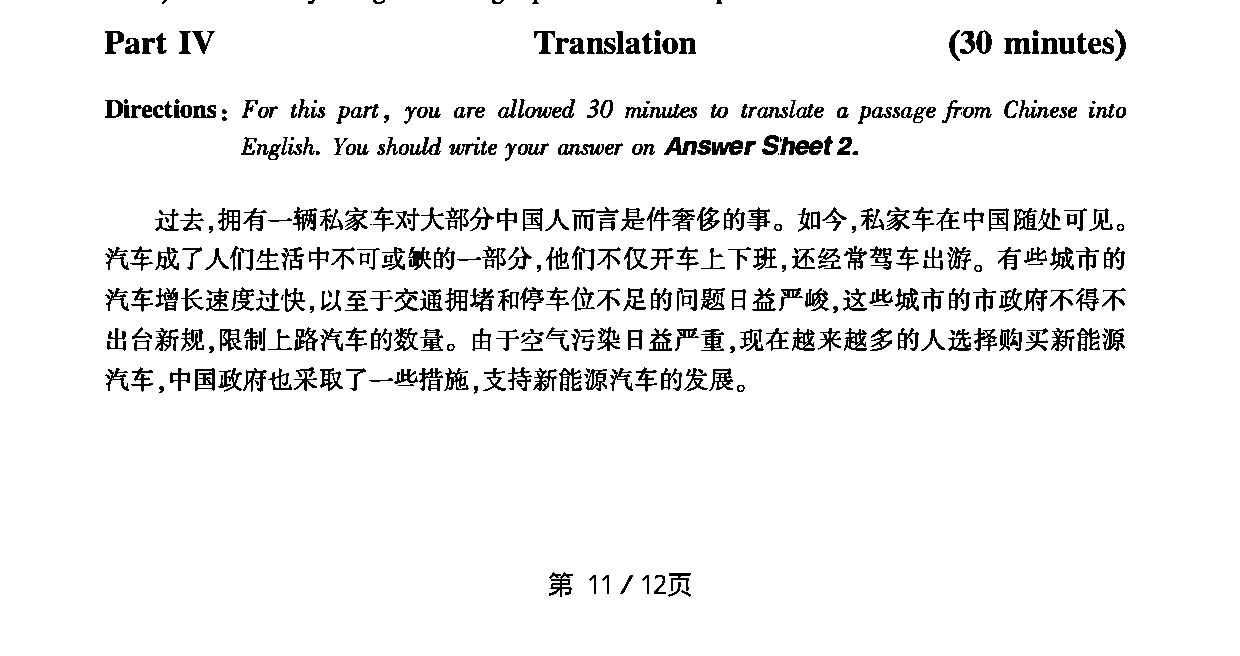 Part IV Translation (30 minutes)
Directions: For this part, you are allowed 30 minutes to translate a passage from Chinese into
English. You should write your answer on Answer Sheet 2.
过去,拥有一辆私家车对大部分中国人而言是件奢侈的事。如今,私家车在中国随处可见。
汽车成了人们生活中不可或缺的一部分,他们不仅开车上下班,还经常驾车出游。有些城市的
汽车增长速度过快,以至于交通拥堵和停车位不足的问题日益严峻,这些城市的市政府不得不
出台新规,限制上路汽车的数量。由于空气污染日益严重,现在越来越多的人选择购买新能源
汽车,中国政府也采取了一些措施,支持新能源汽车的发展。
第 11 / 12页